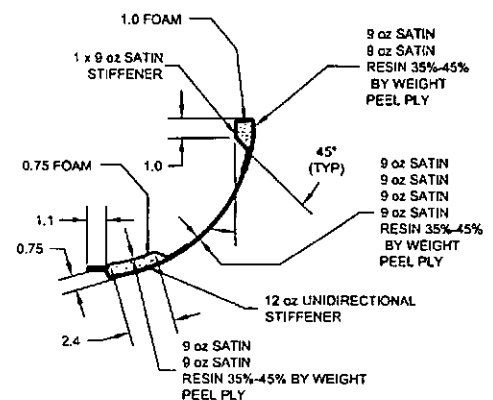 1.0 FOAM
1 x 9 oz SATIN
STIFFENER
9 oz SATIN
9 oz SATIN
RESIN 35%-45%
BY WEIGHT
PEEL PLY
1.0
45°
(TYP)
0.75 FOAM
9 oz SATIN
9 oz SATIN
9 oz SATIN
9 oz SATIN
RESIN 35%-45%
BY WEIGHT
PEEL PLY
1.1
0.75
12 oz UNIDIRECTIONAL
STIFFENER
2.4
9 oz SATIN
9 oz SATIN
RESIN 35%-45% BY WEIGHT
PEEL PLY